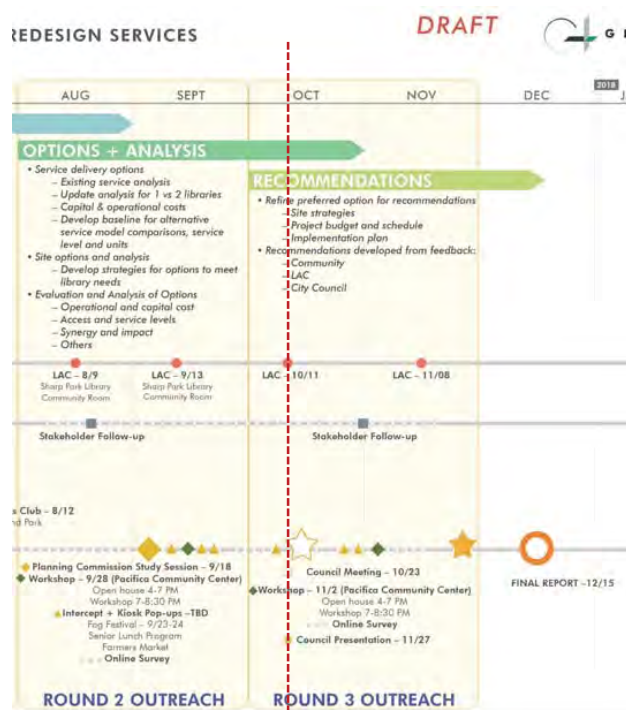 REDESIGN SERVICES
DRAFT
G
2018
AUG SEPT OCT NOV DEC J
OPTIONS + ANALYSIS
• Service delivery options
– Existing service analysis
– Update analysis for 1 vs 2 libraries
– Capital & operational costs
– Develop baseline for alternative
service model comparisons, service
level and units
• Site options and analysis
– Develop strategies for options to meet
library needs
• Evaluation and Analysis of Options
– Operational and capital cost
– Access and service levels
– Synergy and impact
– Others
RECOMMENDATIONS
• Refine preferred option for recommendations
– Site strategies
– Project budget and schedule
– Implementation plan
• Recommendations developed from feedback:
– Community
– LAC
– City Council
LAC – 8/9
Sharp Park Library
Community Room
LAC – 9/13
Sharp Park Library
Community Room
LAC – 10/11
LAC – 11/08
Stakeholder Follow-up
Stakeholder Follow-up
s Club – 8/12
nd Park
Planning Commission Study Session – 9/18
Workshop – 9/28 (Pacifica Community Center)
Open house 4-7 PM
Workshop 7-8:30 PM
Intercept + Kiosk Pop-ups –TBD
Fog Festival – 9/23-24
Senior Lunch Program
Farmers Market
Online Survey
Council Meeting – 10/23
Workshop – 11/2 (Pacifica Community Center)
Open house 4-7 PM
Workshop 7-8:30 PM
Online Survey
Council Presentation – 11/27
FINAL REPORT –12/15
ROUND 2 OUTREACH
ROUND 3 OUTREACH